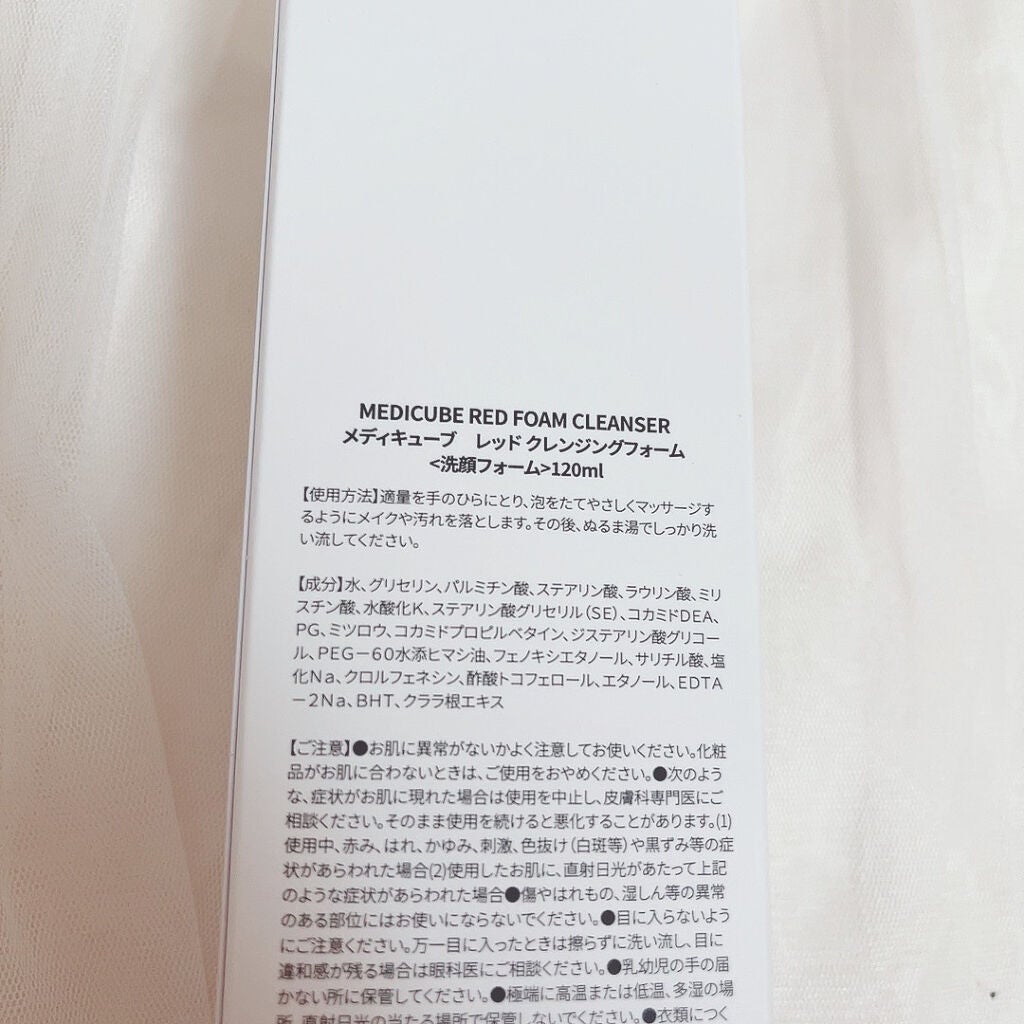 MEDICUBE RED FOAM CLEANSER
メディキューブ　レッド クレンジングフォーム
<洗顔フォーム>120ml
【使用方法】適量を手のひらにとり、泡をたてやさしくマッサージす
るようにメイクや汚れを落とします。その後、ぬるま湯でしっかり洗
い流してください。
【成分】水、グリセリン、パルミチン酸、ステアリン酸、ラウリン酸、ミリ
スチン酸、水酸化K、ステアリン酸グリセリル(SE)、コカミドDEA、
PG、ミツロウ、コカミドプロピルベタイン、ジステアリン酸グリコー
ル、PEG－60水添ヒマシ油、フェノキシエタノール、サリチル酸、塩
化Na、クロルフェネシン、酢酸トコフェロール、エタノール、EDTA
－2Na、BHT、クララ根エキス
【ご注意】●お肌に異常がないかよく注意してお使いください。化粧
品がお肌に合わないときは、ご使用をおやめください。●次のよう
な、症状がお肌に現れた場合は使用を中止し、皮膚科専門医にご
相談ください。そのまま使用を続けると悪化することがあります。(1)
使用中、赤み、はれ、かゆみ、刺激、色抜け(白斑等)や黒ずみ等の症
状があらわれた場合(2)使用したお肌に、直射日光があたって上記
のような症状があらわれた場合●傷やはれもの、湿しん等の異常
のある部位にはお使いにならないでください。●目に入らないよう
にご注意ください。万一目に入ったときは擦らずに洗い流し、目に
違和感が残る場合は眼科医にご相談ください。●乳幼児の手の届
かない所に保管してください。●極端に高温または低温、多湿の場
所、直射日光の当たる場所で保管しないでください。●衣類につく